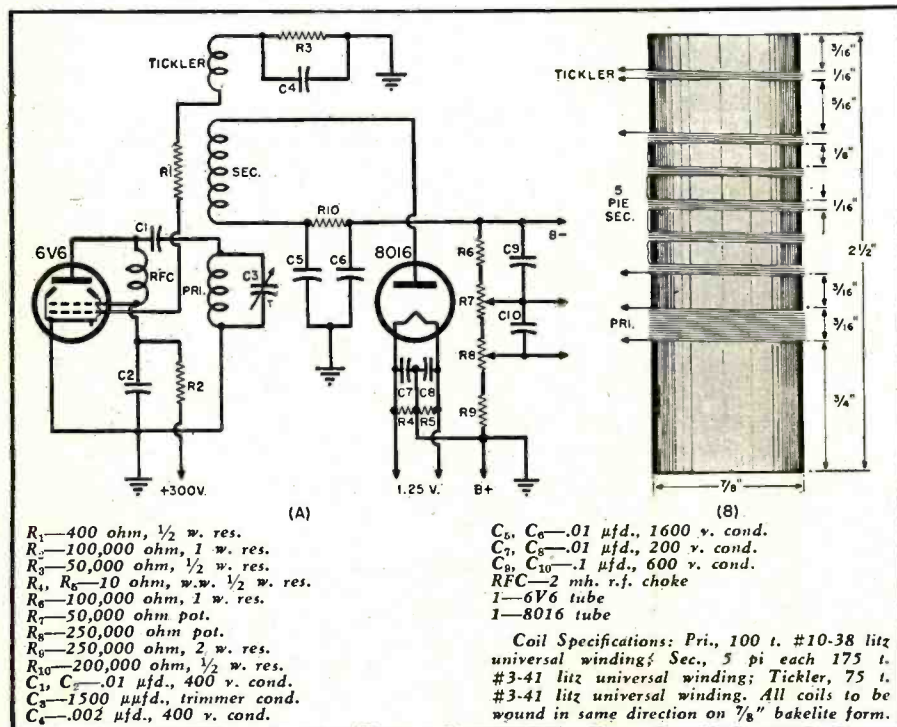 TICKLER
R3
C4
R1
SEC.
R10
6V6
C1
RFC
PRI.
C3
T
C5
C6
8016
R6
C9
B-
R7
C10
R8
R9
C2
R2
C7
C8
R4
R5
+300V.
1.25 V.
B+
(A)
TICKLER
5
PIE
SEC.
PRI.
3/16"
1/16"
5/16"
1/8"
1/16"
2 1/2"
3/16"
3/16"
3/4"
7/8"
(B)
R₁—400 ohm, 1/2 w. res.
R₂—100,000 ohm, 1 w. res.
R₃—50,000 ohm, 1/2 w. res.
R₄, R₅—10 ohm, w.w. 1/2 w. res.
R₆—100,000 ohm, 1 w. res.
R₇—50,000 ohm pot.
R₈—250,000 ohm pot.
R₉—250,000 ohm, 2 w. res.
R₁₀—200,000 ohm, 1/2 w. res.
C₁, C₂—.01 μfd., 400 v. cond.
C₃—1500 μμfd., trimmer cond.
C₄—.002 μfd., 400 v. cond.
C₅, C₆—.01 μfd., 1600 v. cond.
C₇, C₈—.01 μfd., 200 v. cond.
C₉, C₁₀—.1 μfd., 600 v. cond.
RFC—2 mh. r.f. choke
1—6V6 tube
1—8016 tube
Coil Specifications: Pri., 100 t. #10-38 litz
universal winding; Sec., 5 pi each 175 t.
#3-41 litz universal winding; Tickler, 75 t.
#3-41 litz universal winding. All coils to be
wound in same direction on 7/8" bakelite form.